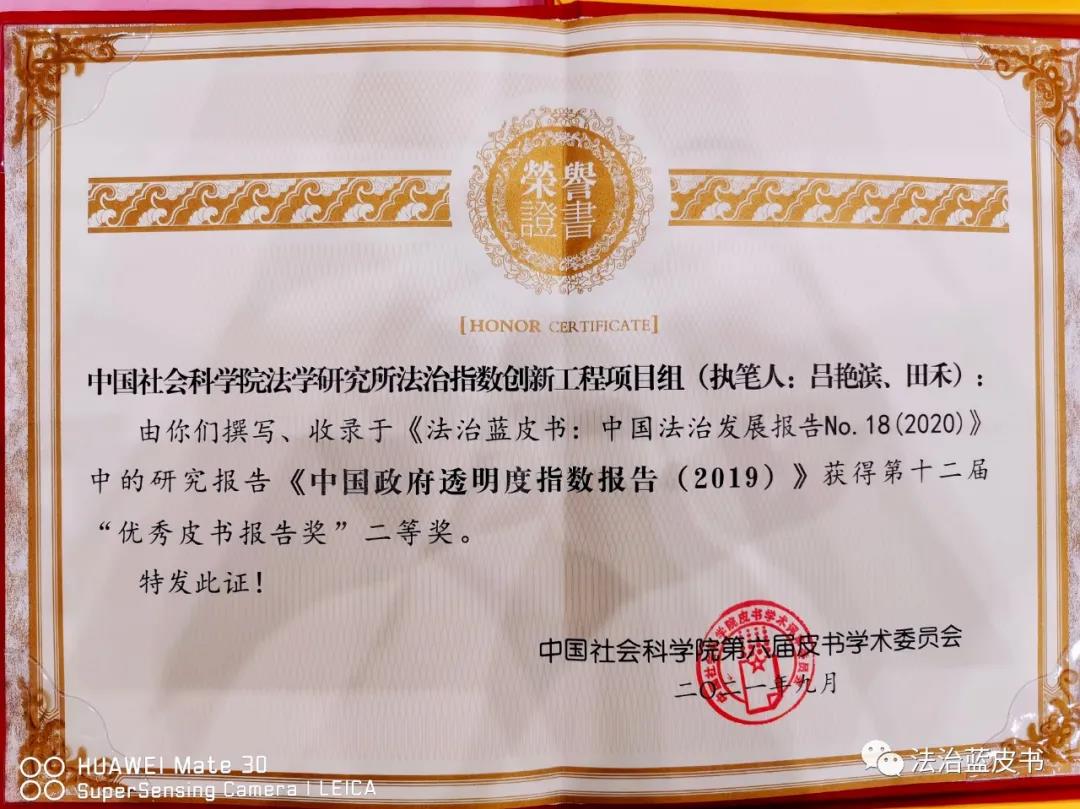 榮譽
證書
[HONOR CERTIFICATE]
中国社会科学院法学研究所法治指数创新工程项目组（执笔人：吕艳滨、田禾）：
由你们撰写、收录于《法治蓝皮书：中国法治发展报告No.18(2020)》
中的研究报告《中国政府透明度指数报告（2019）》获得第十二届
“优秀皮书报告奖”二等奖。
特发此证！
中国社会科学院第六届皮书学术委员会
二〇二一年九月
HUAWEI Mate 30
SuperSensing Camera | LEICA
法治蓝皮书